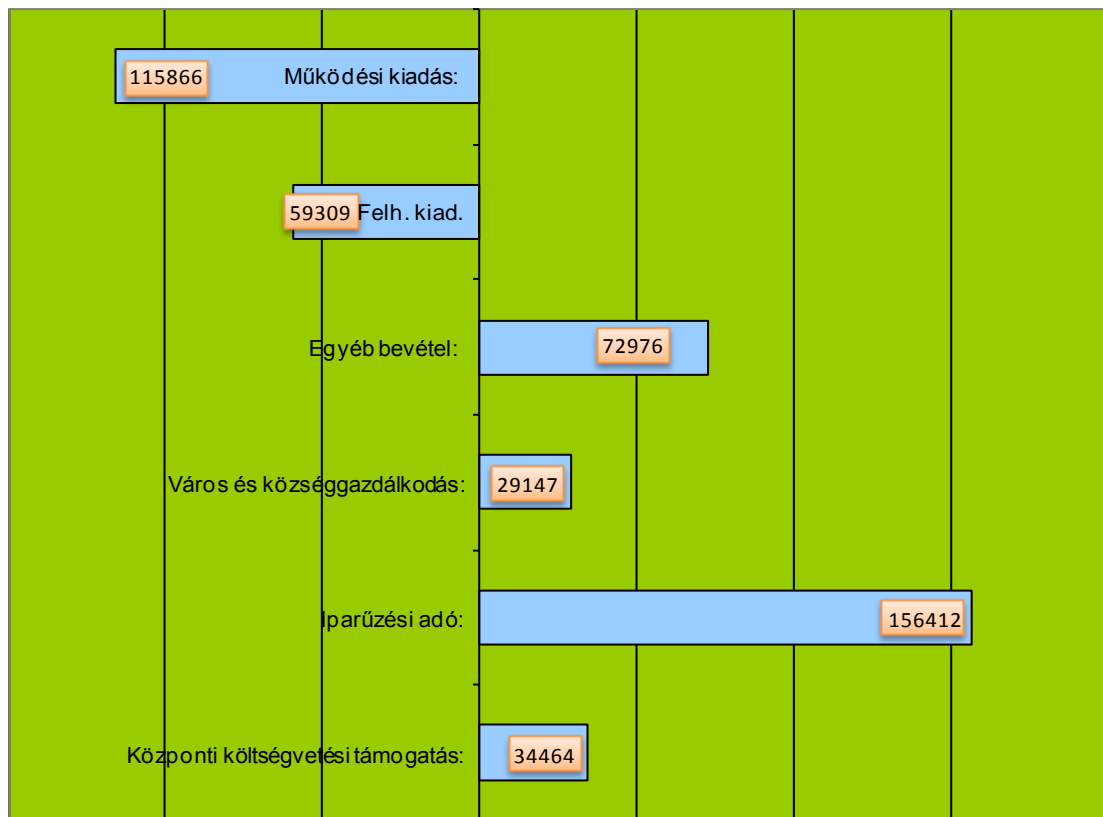 115866 Működési kiadás:
59309 Felh. kiad.
Egyéb bevétel: 72976
Város és községgazdálkodás: 29147
Iparűzési adó: 156412
Központi költségvetési támogatás: 34464